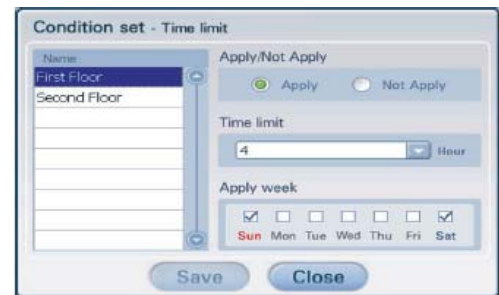 Condition set - Time limit
Name
First Floor
Second Floor
Apply/Not Apply
Apply Not Apply
Time limit
4 Hour
Apply week
Sun Mon Tue Wed Thu Fri Sat
Save Close